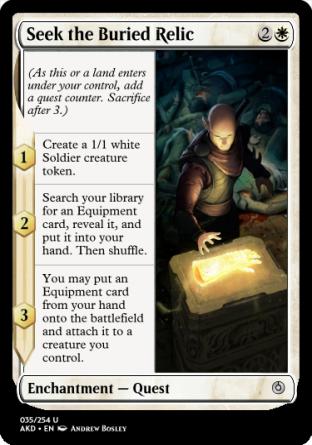 Seek the Buried Relic 2
(As this or a land enters
under your control, add
a quest counter. Sacrifice
after 3.)
1 Create a 1/1 white
Soldier creature
token.
2 Search your library
for an Equipment
card, reveal it, and
put it into your
hand. Then shuffle.
3 You may put an
Equipment card
from your hand
onto the battlefield
and attach it to a
creature you
control.
Enchantment — Quest
035/254 U
AKD • EN Andrew Bosley